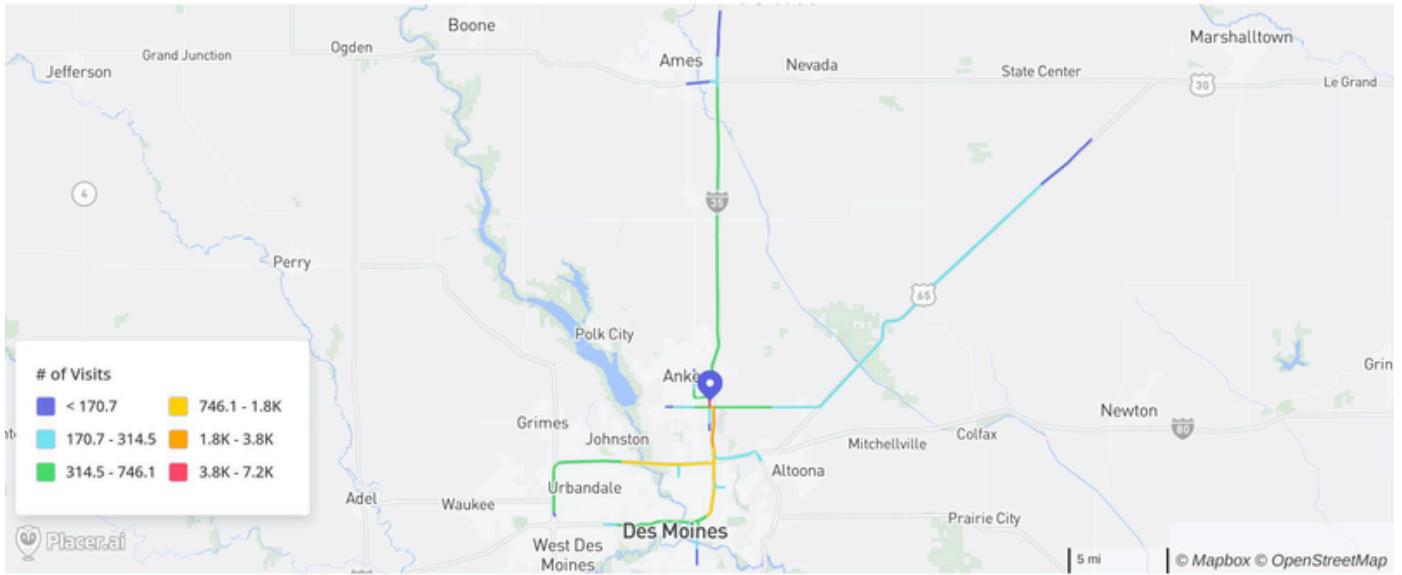 Boone
Marshalltown
Ogden
Grand Junction
Ames
Nevada
Jefferson
State Center
30
Le Grand
4
35
Perry
65
Polk City
Anke
Grin
# of Visits
< 170.7
746.1 - 1.8K
170.7 - 314.5
1.8K - 3.8K
314.5 - 746.1
3.8K - 7.2K
Newton
Grimes
80
Johnston
Colfax
Mitchellville
Altoona
Urbandale
Adel
Waukee
Prairie City
Des Moines
Placer.ai
West Des
Moines
5 mi
© Mapbox © OpenStreetMap